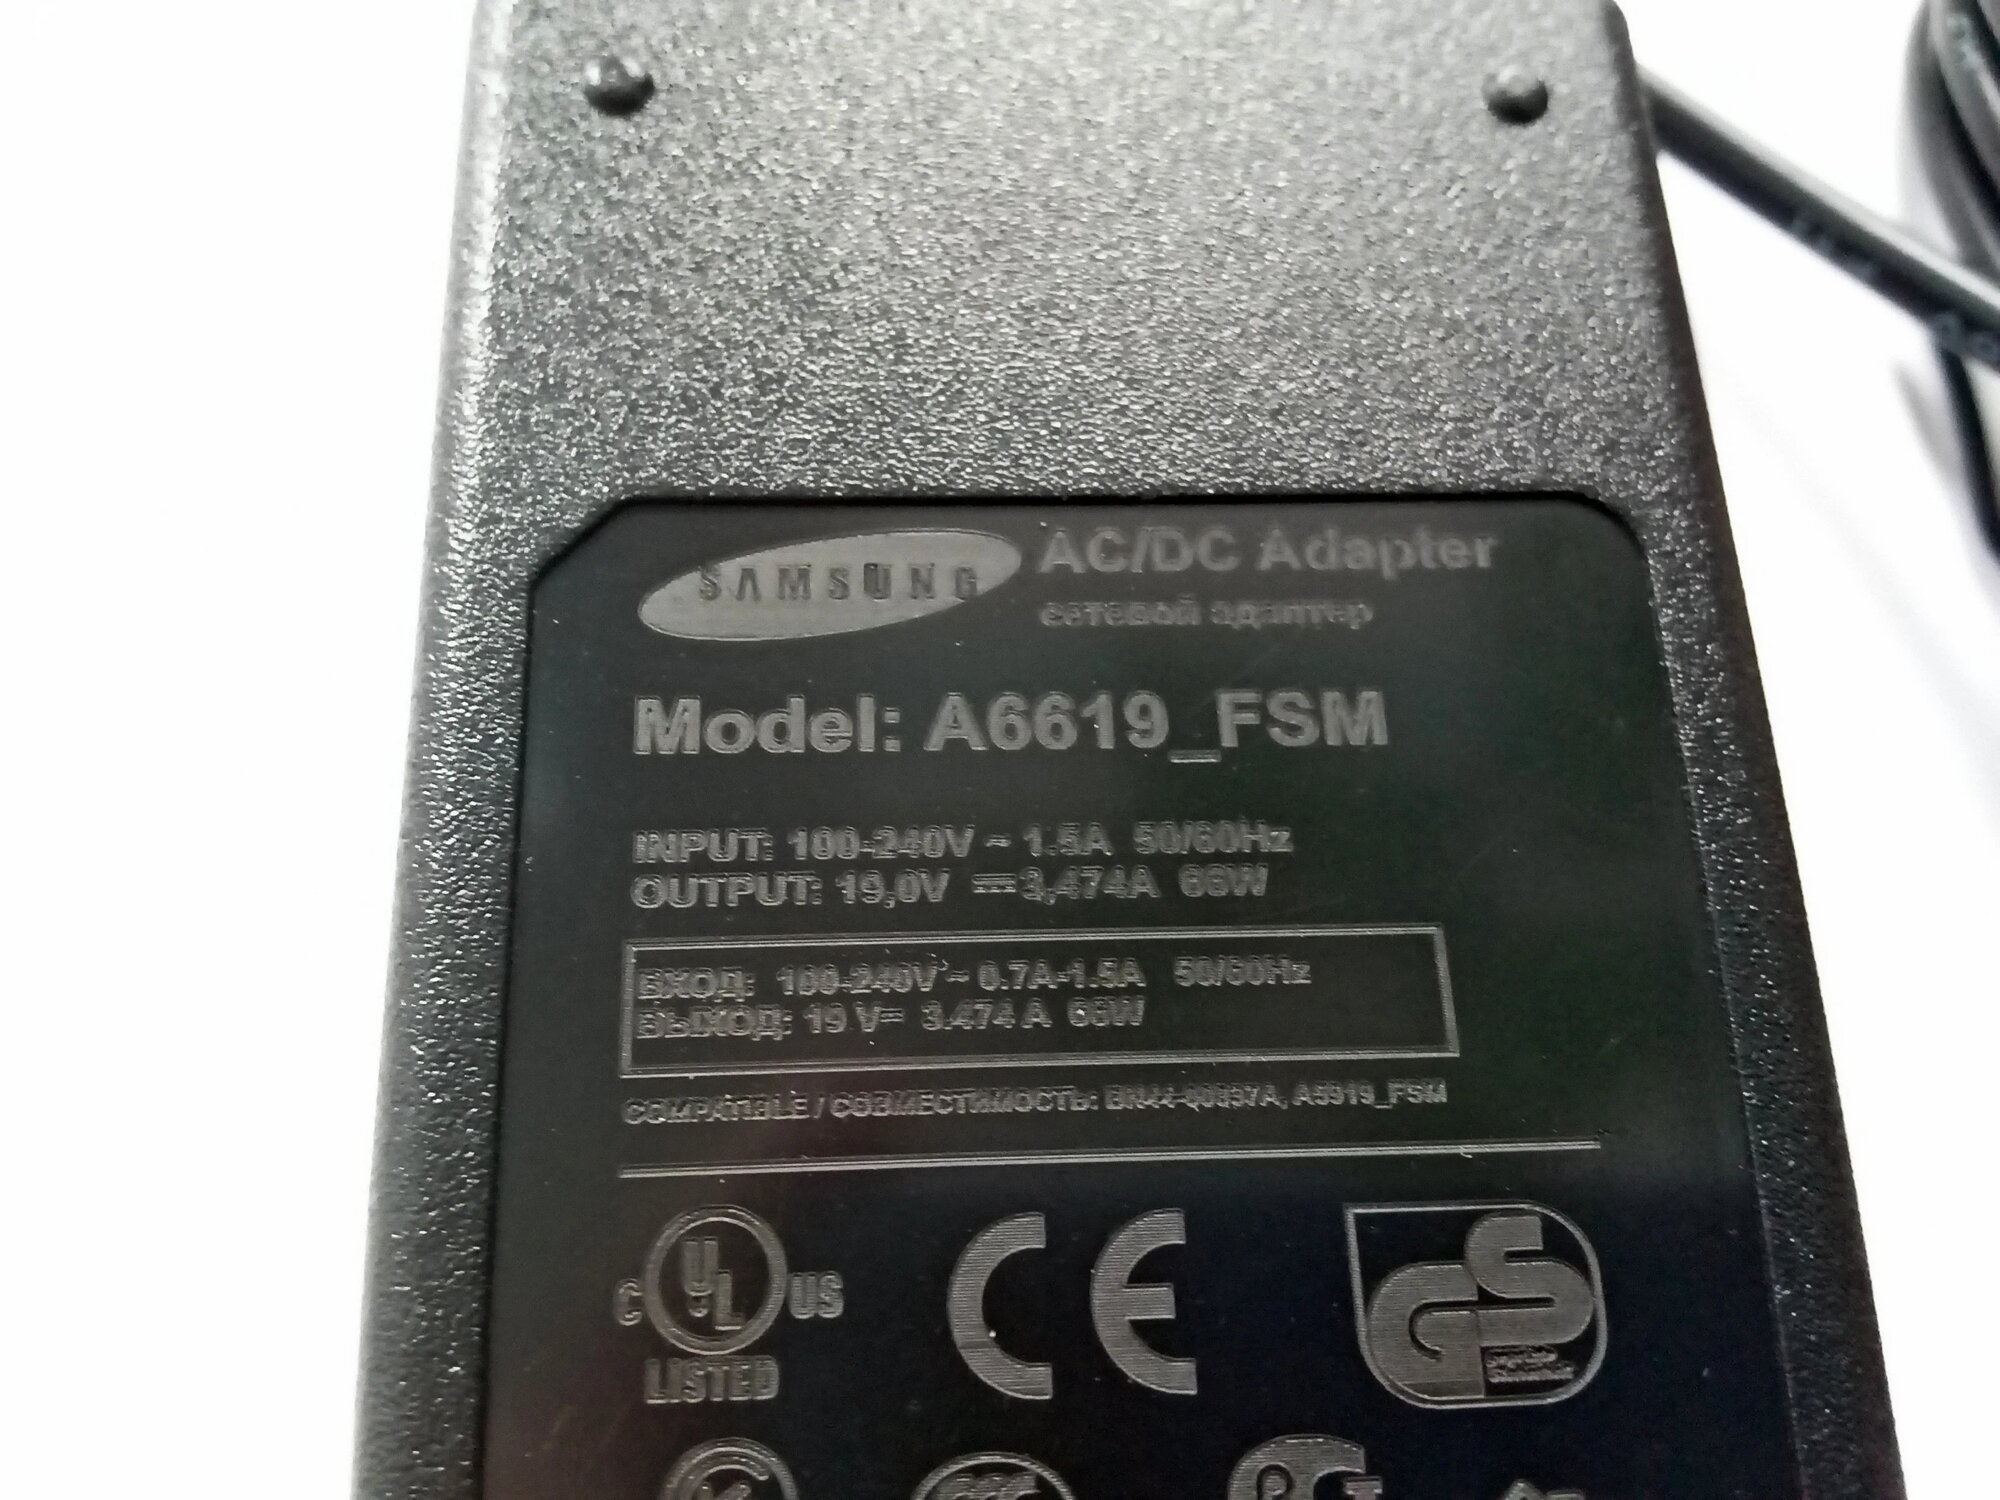 SAMSUNG
AC/DC Adapter
сетевой адаптер
Model: A6619_FSM
INPUT: 100-240V ~ 1.5A 50/60Hz
OUTPUT: 19,0V ⎓ 3,474A 66W
ВХОД: 100-240V ~ 0.7A-1.5A 50/60Hz
ВЫХОД: 19 V= 3.474 A 66W
COMPATIBLE / СОВМЕСТИМОСТЬ: A5919_FSM
C UL US
LISTED
CE
GS